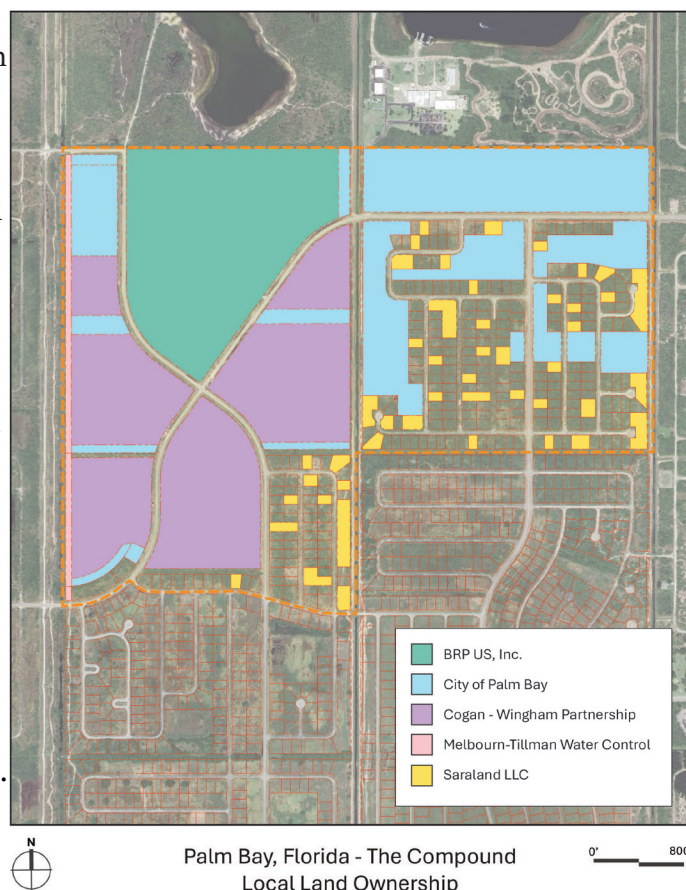 BRP US, Inc.
City of Palm Bay
Cogan - Wingham Partnership
Melbourn-Tillman Water Control
Saraland LLC
N
Palm Bay, Florida - The Compound
Local Land Ownership
0' 800